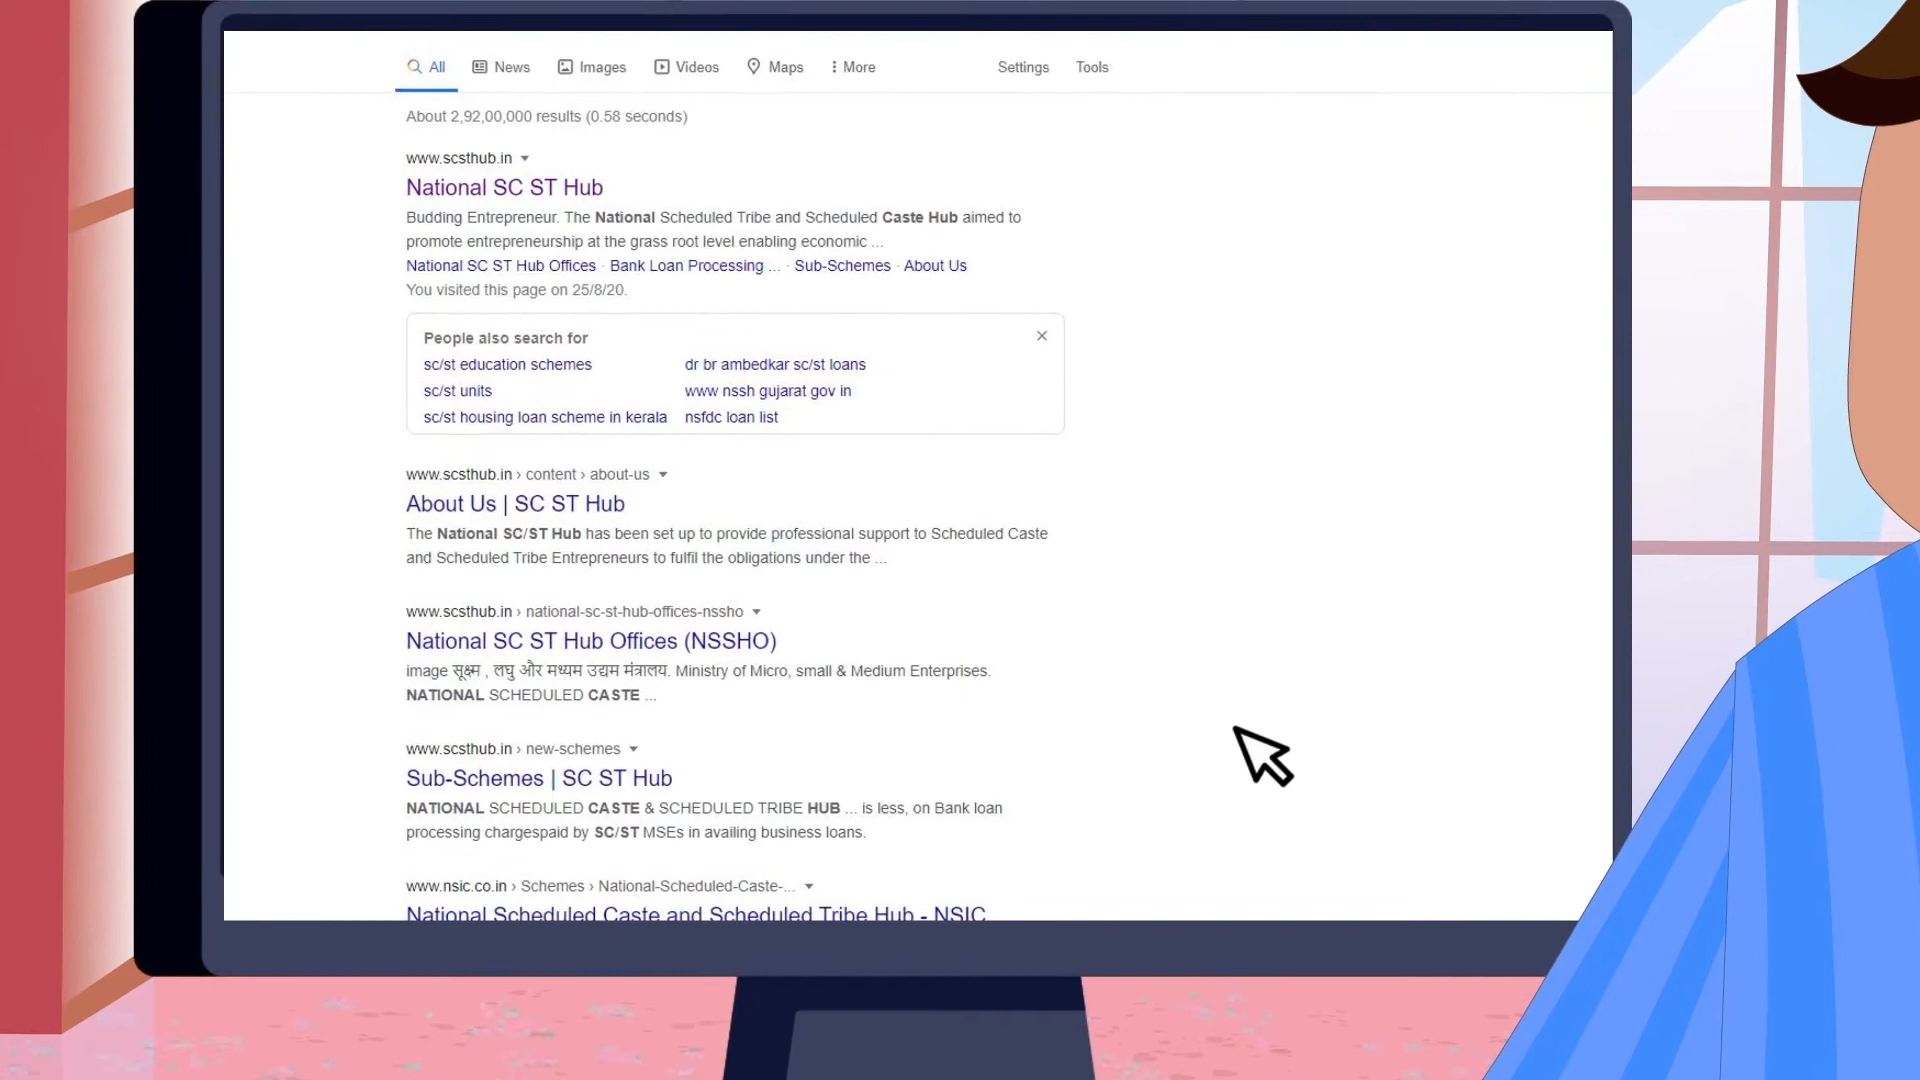 All News Images Videos Maps More Settings Tools
About 2,92,00,000 results (0.58 seconds)
www.scsthub.in
National SC ST Hub
Budding Entrepreneur. The National Scheduled Tribe and Scheduled Caste Hub aimed to
promote entrepreneurship at the grass root level enabling economic ...
National SC ST Hub Offices · Bank Loan Processing ... · Sub-Schemes · About Us
You visited this page on 25/8/20.
People also search for
sc/st education schemes dr br ambedkar sc/st loans
sc/st units www nssh gujarat gov in
sc/st housing loan scheme in kerala nsfdc loan list
www.scsthub.in › content › about-us
About Us | SC ST Hub
The National SC/ST Hub has been set up to provide professional support to Scheduled Caste
and Scheduled Tribe Entrepreneurs to fulfil the obligations under the ...
www.scsthub.in › national-sc-st-hub-offices-nssho
National SC ST Hub Offices (NSSHO)
image सूक्ष्म , लघु और मध्यम उद्यम मंत्रालय. Ministry of Micro, small & Medium Enterprises.
NATIONAL SCHEDULED CASTE ...
www.scsthub.in › new-schemes
Sub-Schemes | SC ST Hub
NATIONAL SCHEDULED CASTE & SCHEDULED TRIBE HUB ... is less, on Bank loan
processing chargespaid by SC/ST MSEs in availing business loans.
www.nsic.co.in › Schemes › National-Scheduled-Caste-...
National Scheduled Caste and Scheduled Tribe Hub - NSIC